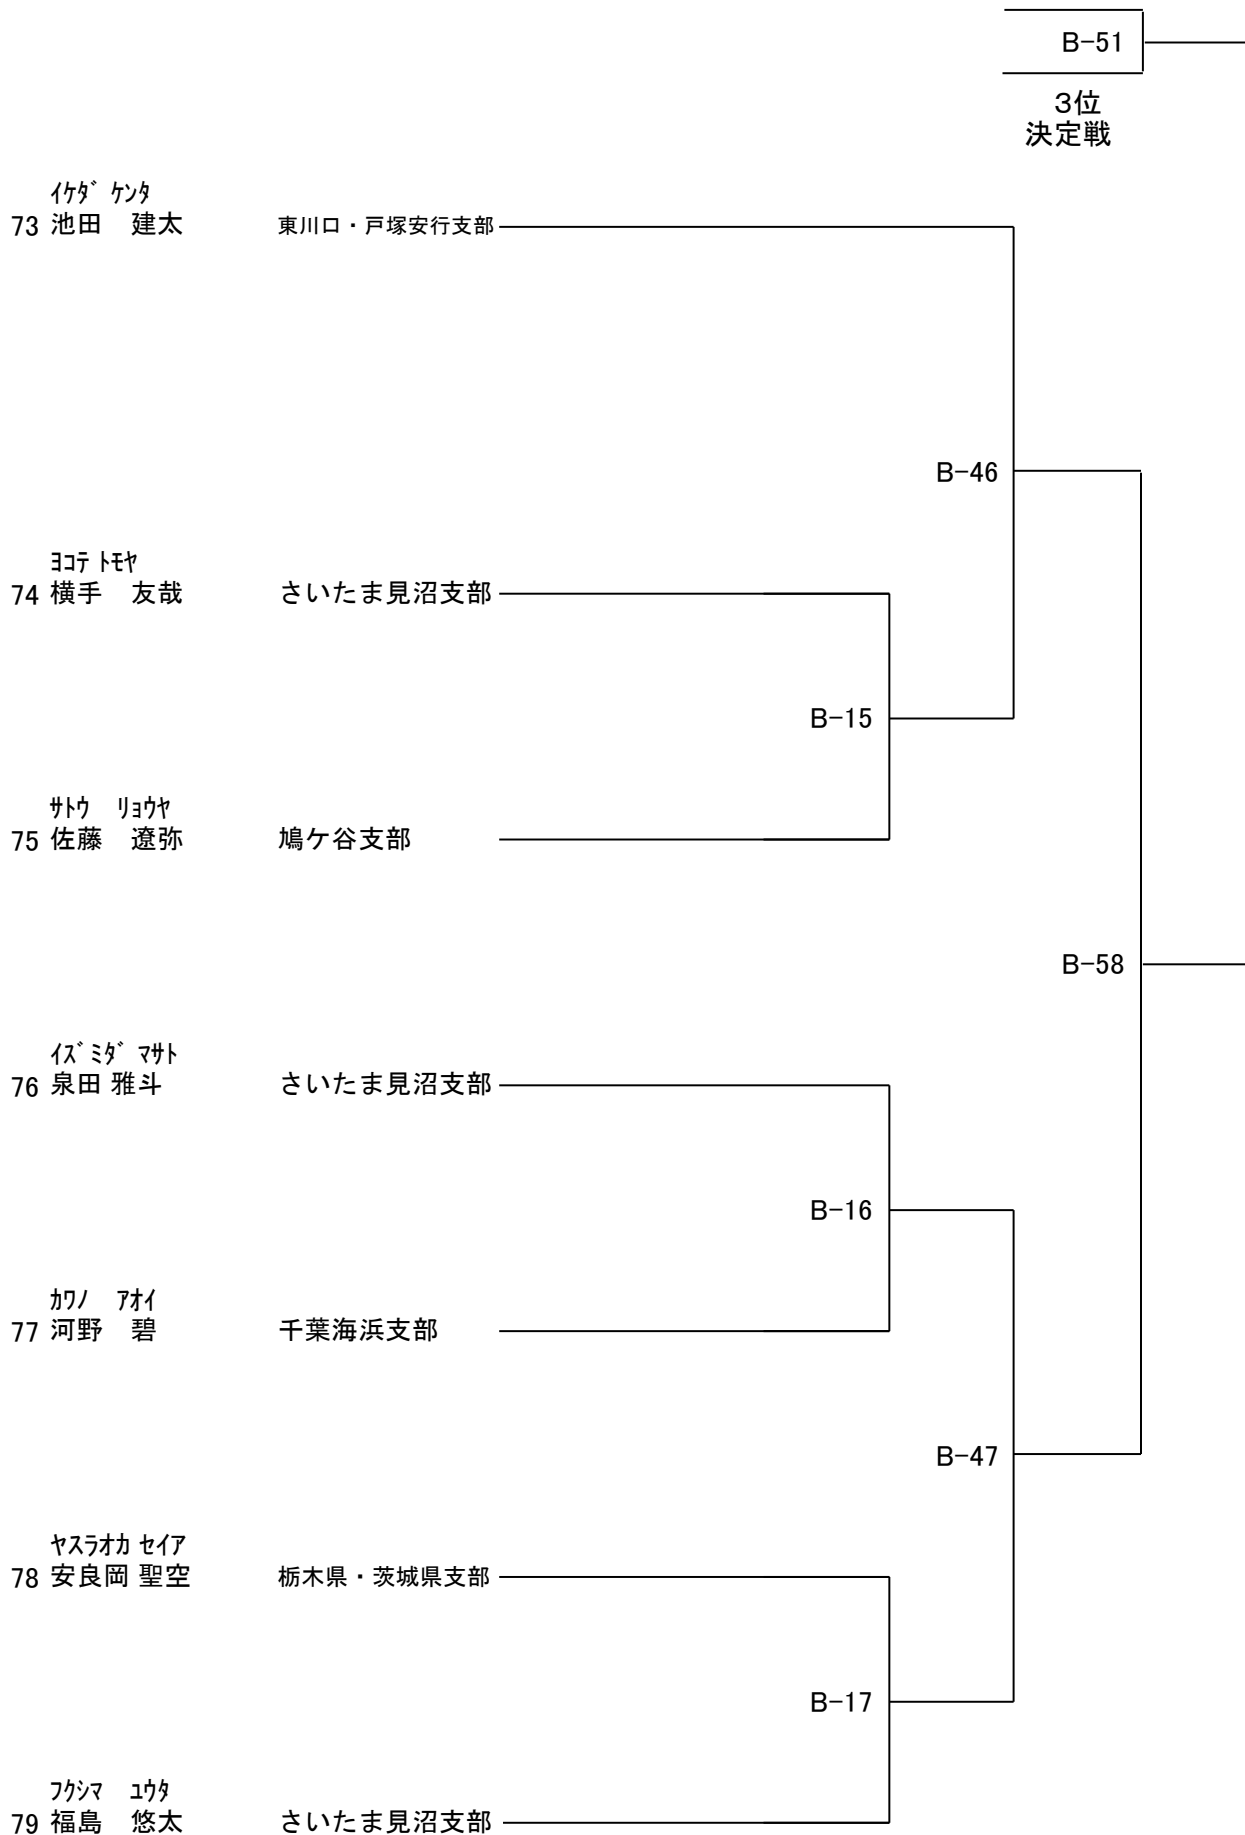 B-51
3位
決定戦
ｲｹﾀﾞ ｹﾝﾀ
73 池田　建太 東川口・戸塚安行支部
B-46
ﾖｺﾃ ﾄﾓﾔ
74 横手　友哉 さいたま見沼支部
B-15
ｻﾄｳ　ﾘｮｳﾔ
75 佐藤　遼弥 鳩ケ谷支部
B-58
ｲｽﾞﾐﾀﾞ ﾏｻﾄ
76 泉田 雅斗 さいたま見沼支部
B-16
ｶﾜﾉ　ｱｵｲ
77 河野　碧 千葉海浜支部
B-47
ﾔｽﾗｵｶ ｾｲｱ
78 安良岡 聖空 栃木県・茨城県支部
B-17
ﾌｸｼﾏ　ﾕｳﾀ
79 福島　悠太 さいたま見沼支部